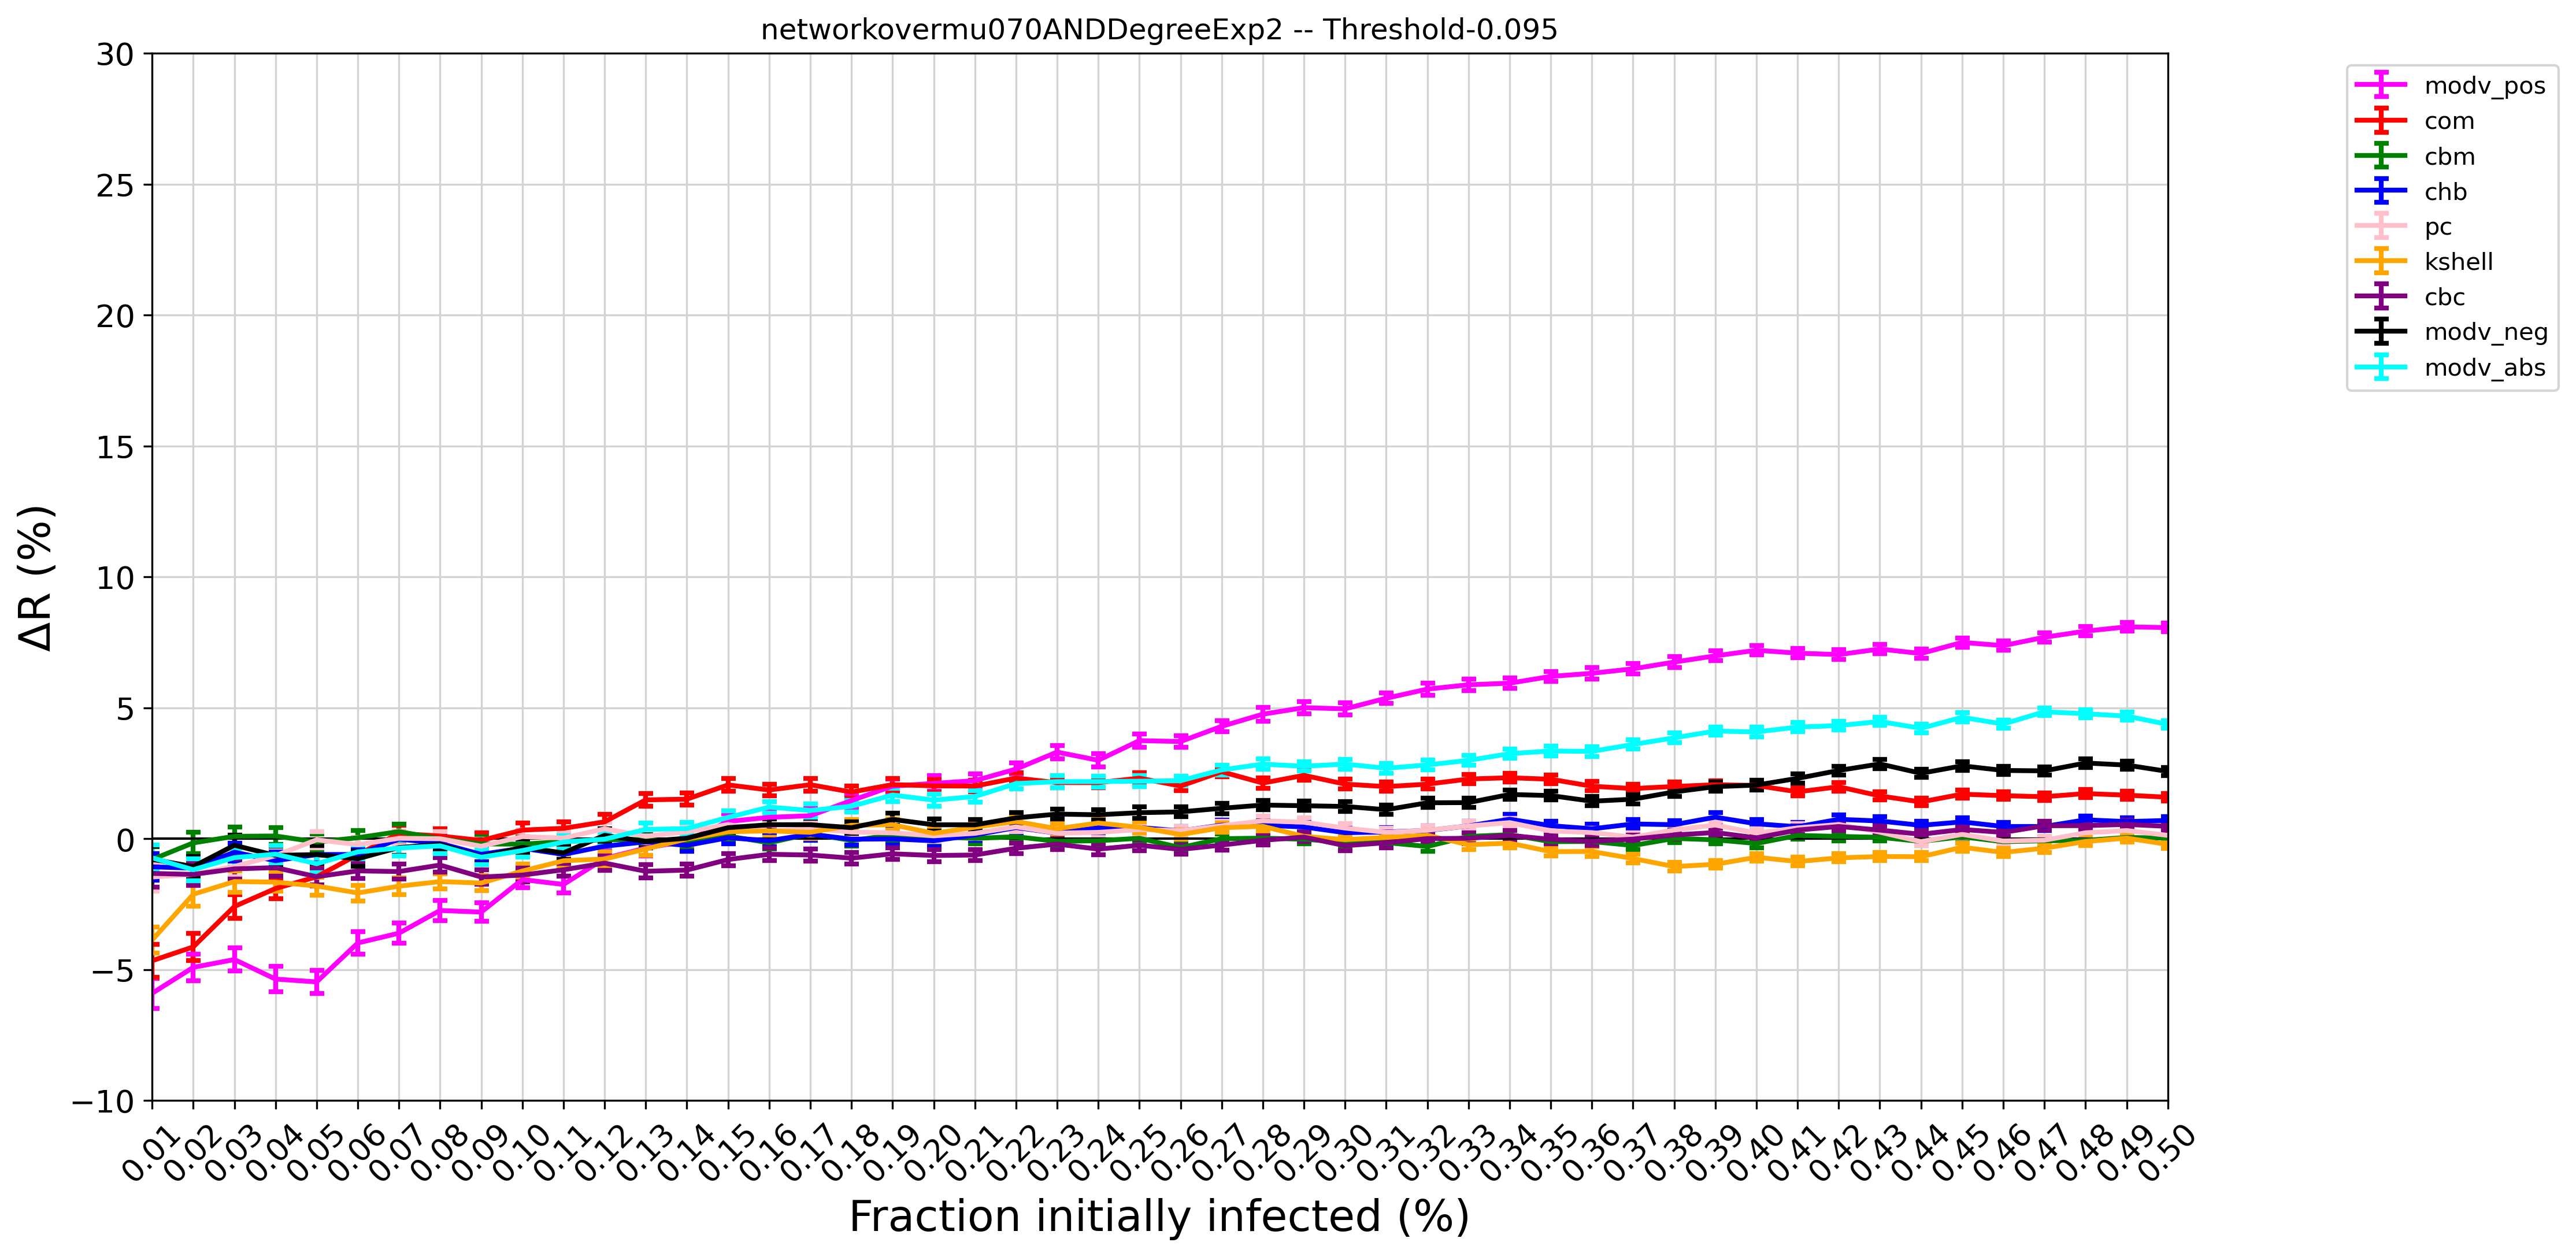 networkovermu070ANDDegreeExp2 -- Threshold-0.095
30
25
20
15
10
5
0
−5
−10
ΔR (%)
0.01 0.02 0.03 0.04 0.05 0.06 0.07 0.08 0.09 0.10 0.11 0.12 0.13 0.14 0.15 0.16 0.17 0.18 0.19 0.20 0.21 0.22 0.23 0.24 0.25 0.26 0.27 0.28 0.29 0.30 0.31 0.32 0.33 0.34 0.35 0.36 0.37 0.38 0.39 0.40 0.41 0.42 0.43 0.44 0.45 0.46 0.47 0.48 0.49 0.50
Fraction initially infected (%)
modv_pos
com
cbm
chb
pc
kshell
cbc
modv_neg
modv_abs